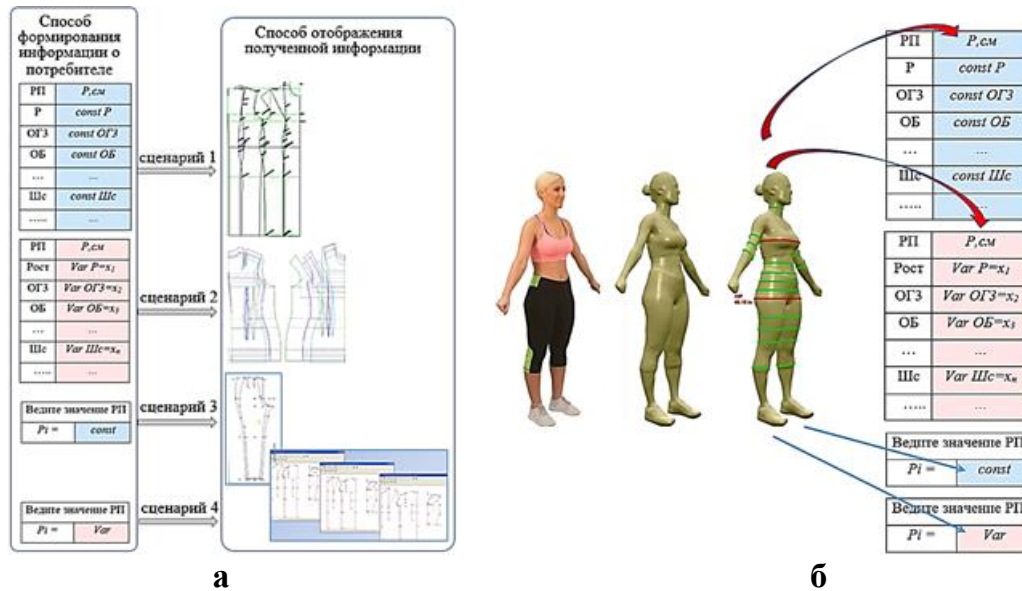 Способ
формирования
информации о
потребителе
РП Р,см
Р const P
ОГЗ const ОГЗ
ОБ const ОБ
... ...
Шс const Шс
..... ...
РП Р,см
Рост Var P=x₁
ОГЗ Var ОГЗ=x₂
ОБ Var ОБ=x₃
... ...
Шс Var Шс=xₙ
..... ...
Ведите значение РП
Pi = const
Ведите значение РП
Pi = Var
сценарий 1
сценарий 2
сценарий 3
сценарий 4
Способ отображения
полученной информации
а
РП Р,см
Р const P
ОГЗ const ОГЗ
ОБ const ОБ
... ...
Шс const Шс
..... ...
РП Р,см
Рост Var P=x₁
ОГЗ Var ОГЗ=x₂
ОБ Var ОБ=x₃
... ...
Шс Var Шс=xₙ
..... ...
Ведите значение РП
Pi = const
Ведите значение РП
Pi = Var
б